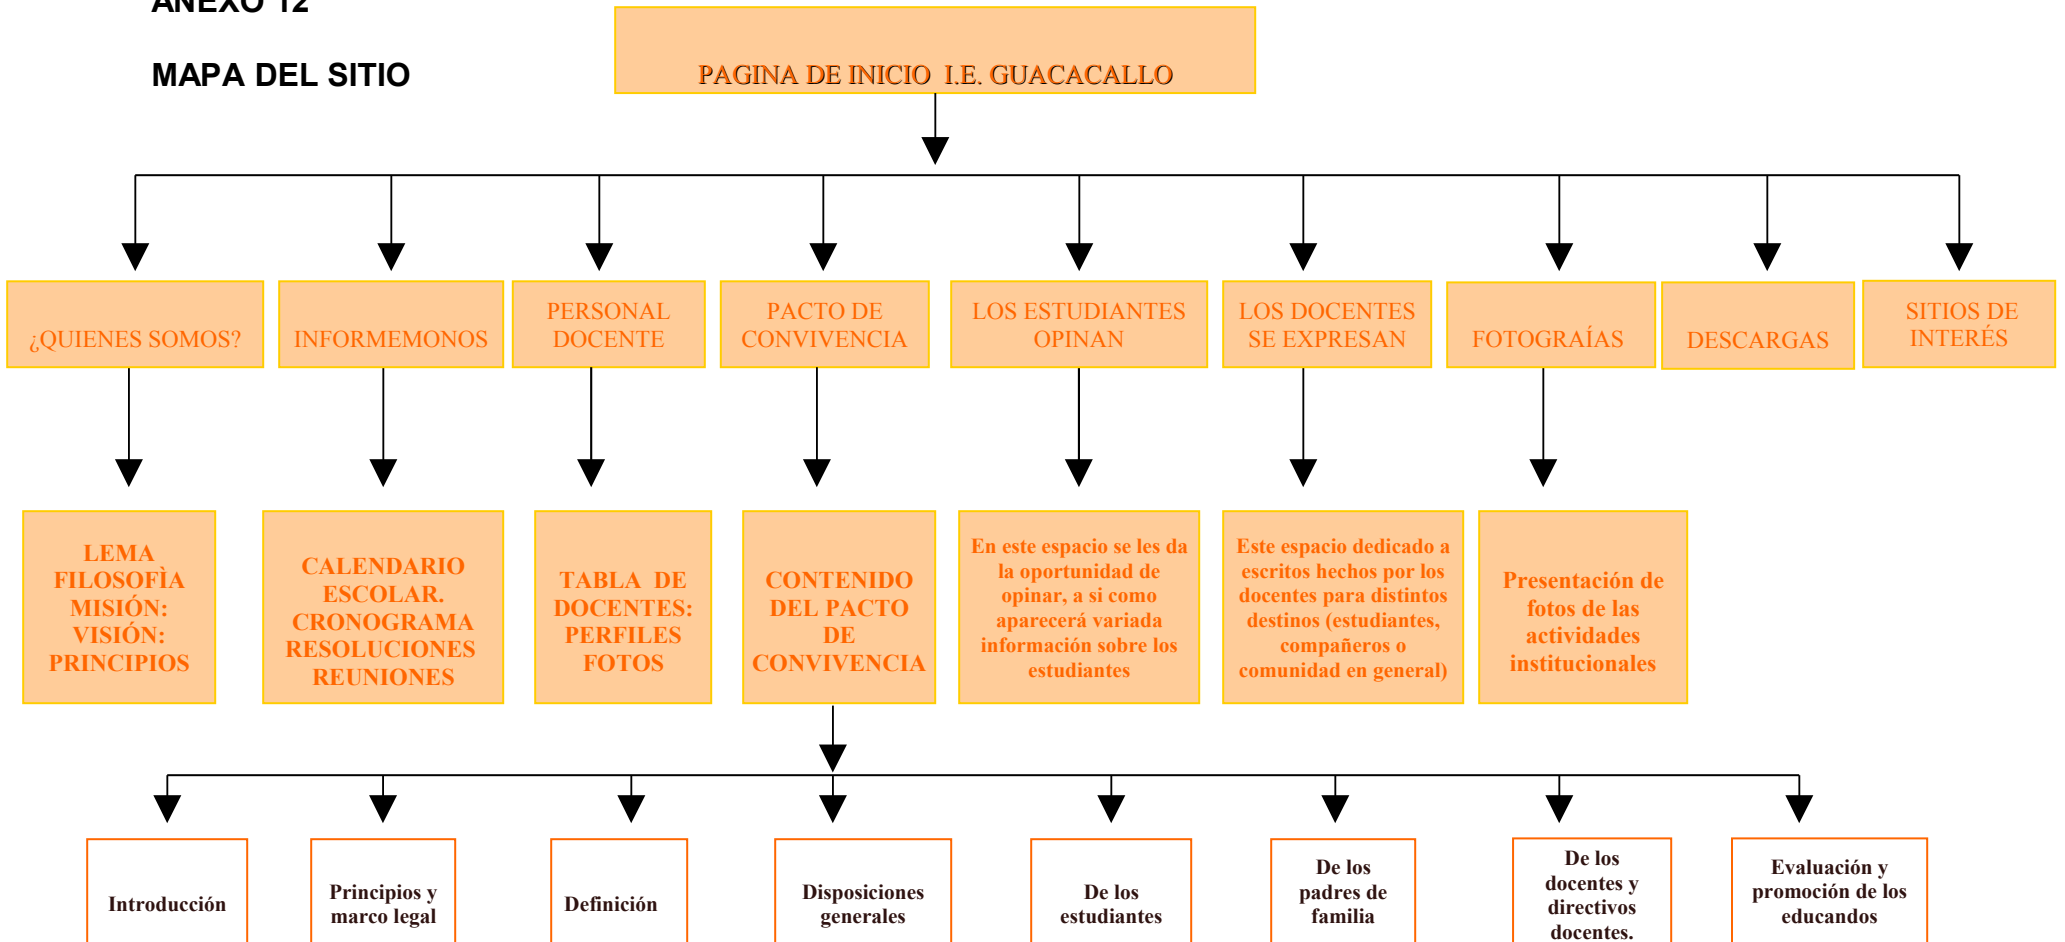 ANEXO 12
MAPA DEL SITIO
PAGINA DE INICIO I.E. GUACACALLO
¿QUIENES SOMOS?
INFORMEMONOS
PERSONAL
DOCENTE
PACTO DE
CONVIVENCIA
LOS ESTUDIANTES
OPINAN
LOS DOCENTES
SE EXPRESAN
FOTOGRAÍAS
DESCARGAS
SITIOS DE
INTERÉS
LEMA
FILOSOFÌA
MISIÓN:
VISIÓN:
PRINCIPIOS
CALENDARIO
ESCOLAR.
CRONOGRAMA
RESOLUCIONES
REUNIONES
TABLA DE
DOCENTES:
PERFILES
FOTOS
CONTENIDO
DEL PACTO
DE
CONVIVENCIA
En este espacio se les da
la oportunidad de
opinar, a si como
aparecerá variada
información sobre los
estudiantes
Este espacio dedicado a
escritos hechos por los
docentes para distintos
destinos (estudiantes,
compañeros o
comunidad en general)
Presentación de
fotos de las
actividades
institucionales
Introducción
Principios y
marco legal
Definición
Disposiciones
generales
De los
estudiantes
De los
padres de
familia
De los
docentes y
directivos
docentes.
Evaluación y
promoción de los
educandos